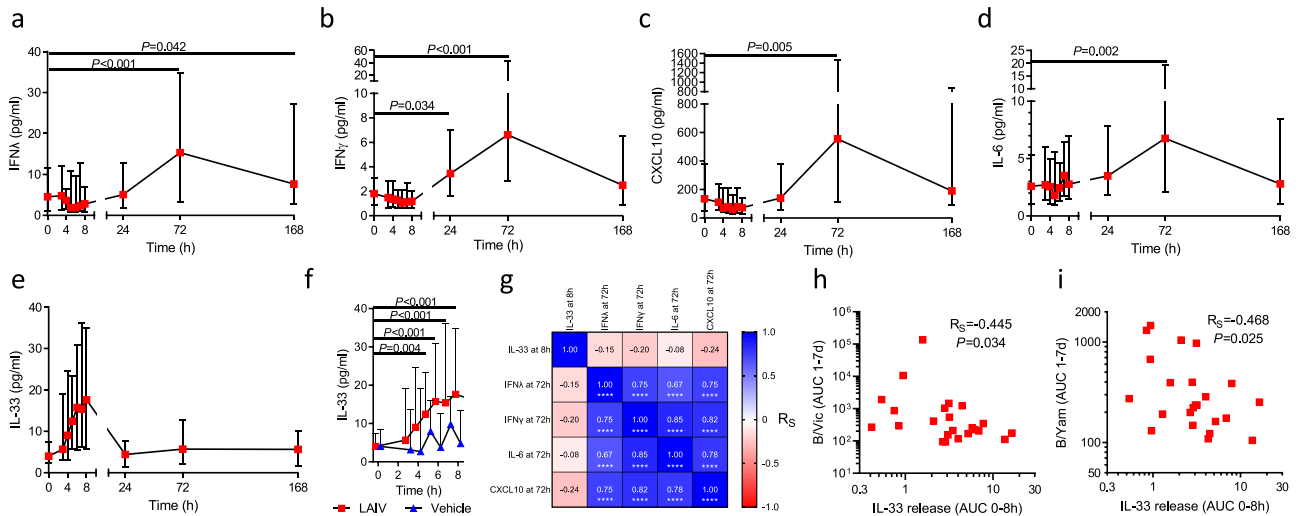 a
P=0.042
P<0.001
IFNλ (pg/ml)
40
30
20
10
0
0 4 8 24 72 168
Time (h)
b
P<0.001
P=0.034
IFNγ (pg/ml)
60
50
40
30
20
10
8
6
4
2
0
0 4 8 24 72 168
Time (h)
c
P=0.005
CXCL10 (pg/ml)
1600
1400
1200
1000
800
600
400
200
0
0 4 8 24 72 168
Time (h)
d
P=0.002
IL-6 (pg/ml)
25
20
15
10
5
0
0 4 8 24 72 168
Time (h)
e
IL-33 (pg/ml)
40
30
20
10
0
0 4 8 24 72 168
Time (h)
f
P<0.001
P<0.001
P<0.001
P=0.004
IL-33 (pg/ml)
40
30
20
10
0
0 2 4 6 8
Time (h)
LAIV Vehicle
g
IL-33 at 8h
IFNλ at 72h
IFNγ at 72h
IL-6 at 72h
CXCL10 at 72h
IL-33 at 8h 1.00 −0.15 −0.20 −0.08 −0.24
IFNλ at 72h −0.15 1.00 0.75 0.67 0.75
**** **** **** ****
IFNγ at 72h −0.20 0.75 1.00 0.85 0.82
**** **** **** ****
IL-6 at 72h −0.08 0.67 0.85 1.00 0.78
**** **** **** ****
CXCL10 at 72h −0.24 0.75 0.82 0.78 1.00
**** **** **** ****
1.0
0.5
0
−0.5
−1.0
RS
h
RS=-0.445
P=0.034
B/Vic (AUC 1-7d)
10⁶
10⁵
10⁴
10³
10²
10¹
0.3 1 10 30
IL-33 release (AUC 0-8h)
i
RS=-0.468
P=0.025
B/Yam (AUC 1-7d)
2000
1000
100
50
0.3 1 10 30
IL-33 release (AUC 0-8h)